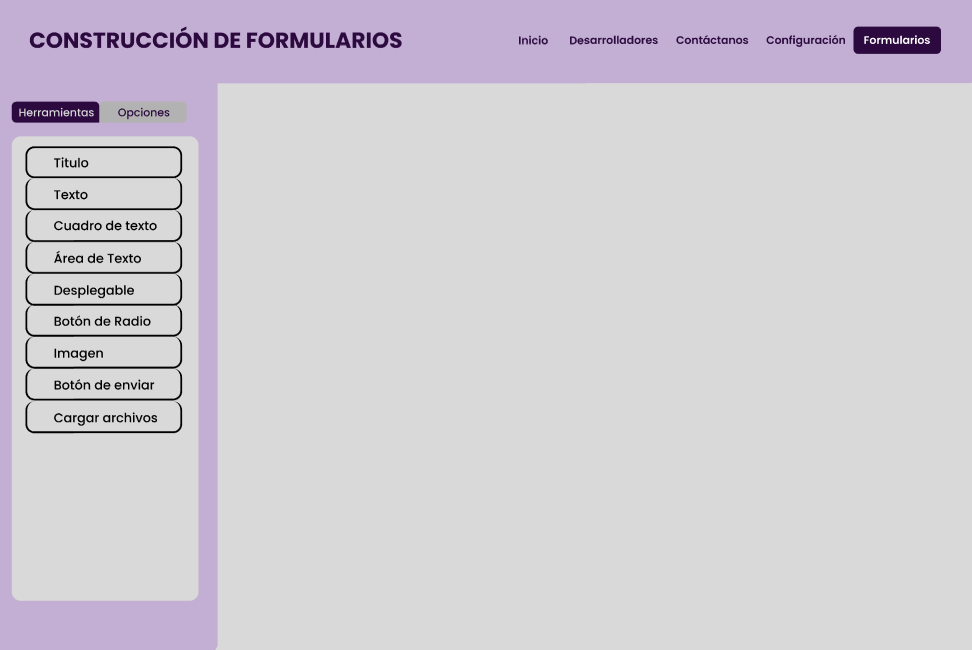 CONSTRUCCIÓN DE FORMULARIOS
Inicio
Desarrolladores
Contáctanos
Configuración
Formularios
Herramientas
Opciones
Titulo
Texto
Cuadro de texto
Área de Texto
Desplegable
Botón de Radio
Imagen
Botón de enviar
Cargar archivos